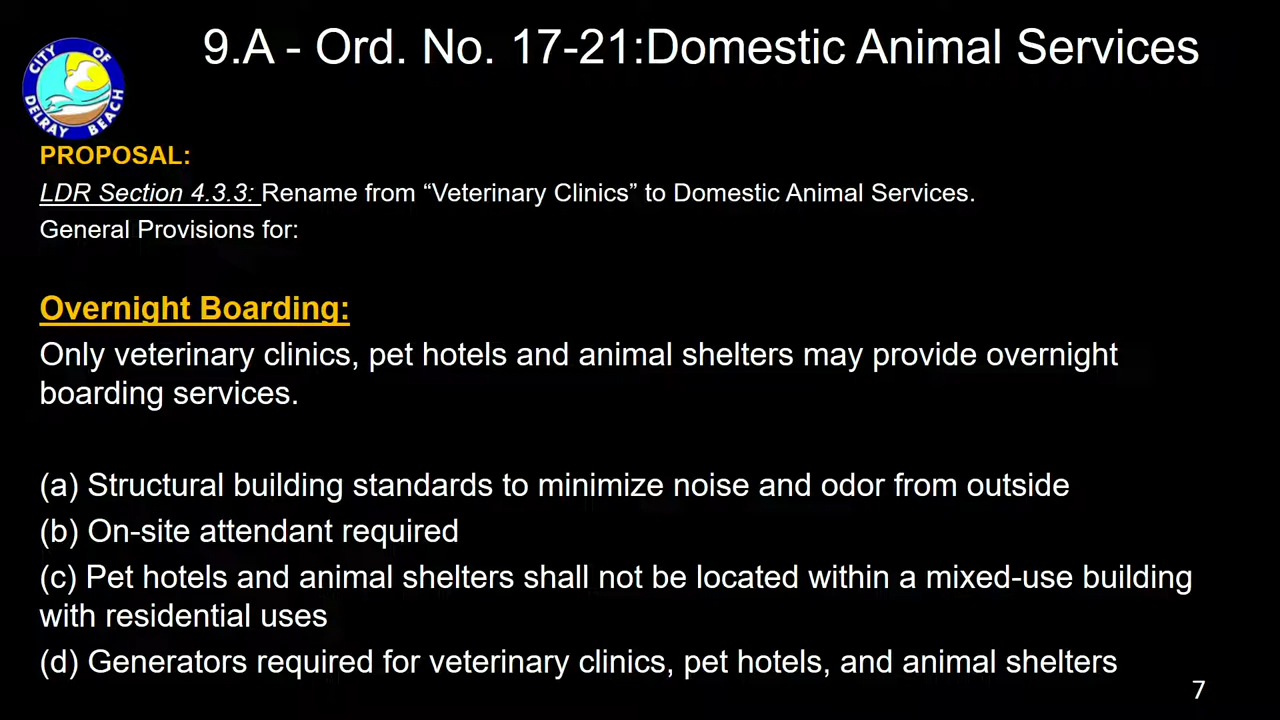 9.A - Ord. No. 17-21:Domestic Animal Services
CITY OF
DELRAY BEACH
PROPOSAL:
LDR Section 4.3.3: Rename from “Veterinary Clinics” to Domestic Animal Services.
General Provisions for:
Overnight Boarding:
Only veterinary clinics, pet hotels and animal shelters may provide overnight
boarding services.
(a) Structural building standards to minimize noise and odor from outside
(b) On-site attendant required
(c) Pet hotels and animal shelters shall not be located within a mixed-use building
with residential uses
(d) Generators required for veterinary clinics, pet hotels, and animal shelters
7